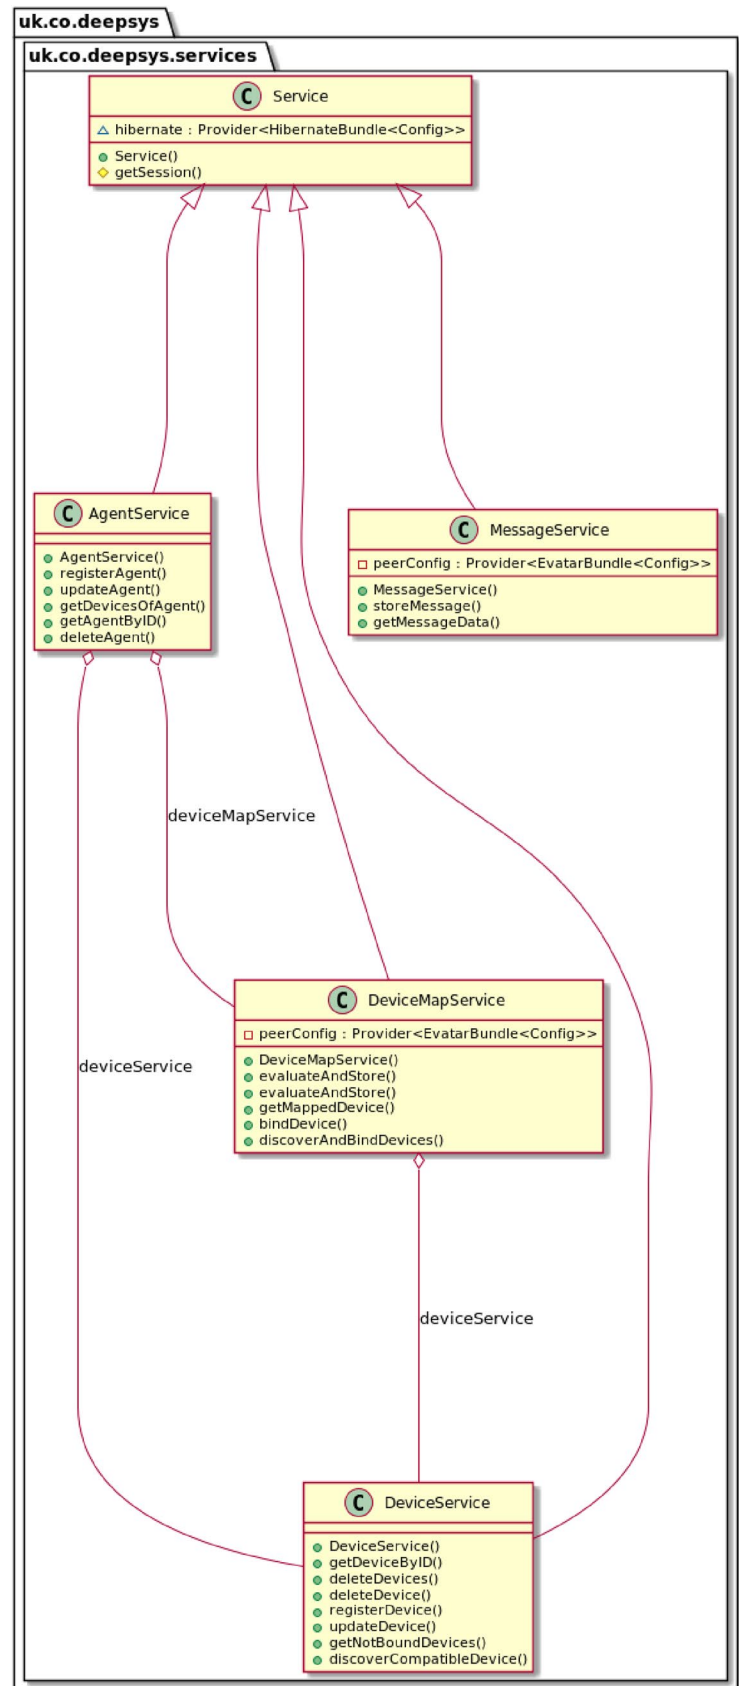 uk.co.deepsys
uk.co.deepsys.services
C Service
hibernate : Provider<HibernateBundle<Config>>
Service()
getSession()
C AgentService
AgentService()
registerAgent()
updateAgent()
getDevicesOfAgent()
getAgentByID()
deleteAgent()
C MessageService
peerConfig : Provider<EvatarBundle<Config>>
MessageService()
storeMessage()
getMessageData()
deviceMapService
C DeviceMapService
peerConfig : Provider<EvatarBundle<Config>>
DeviceMapService()
evaluateAndStore()
evaluateAndStore()
getMappedDevice()
bindDevice()
discoverAndBindDevices()
deviceService
deviceService
C DeviceService
DeviceService()
getDeviceByID()
deleteDevices()
deleteDevice()
registerDevice()
updateDevice()
getNotBoundDevices()
discoverCompatibleDevice()